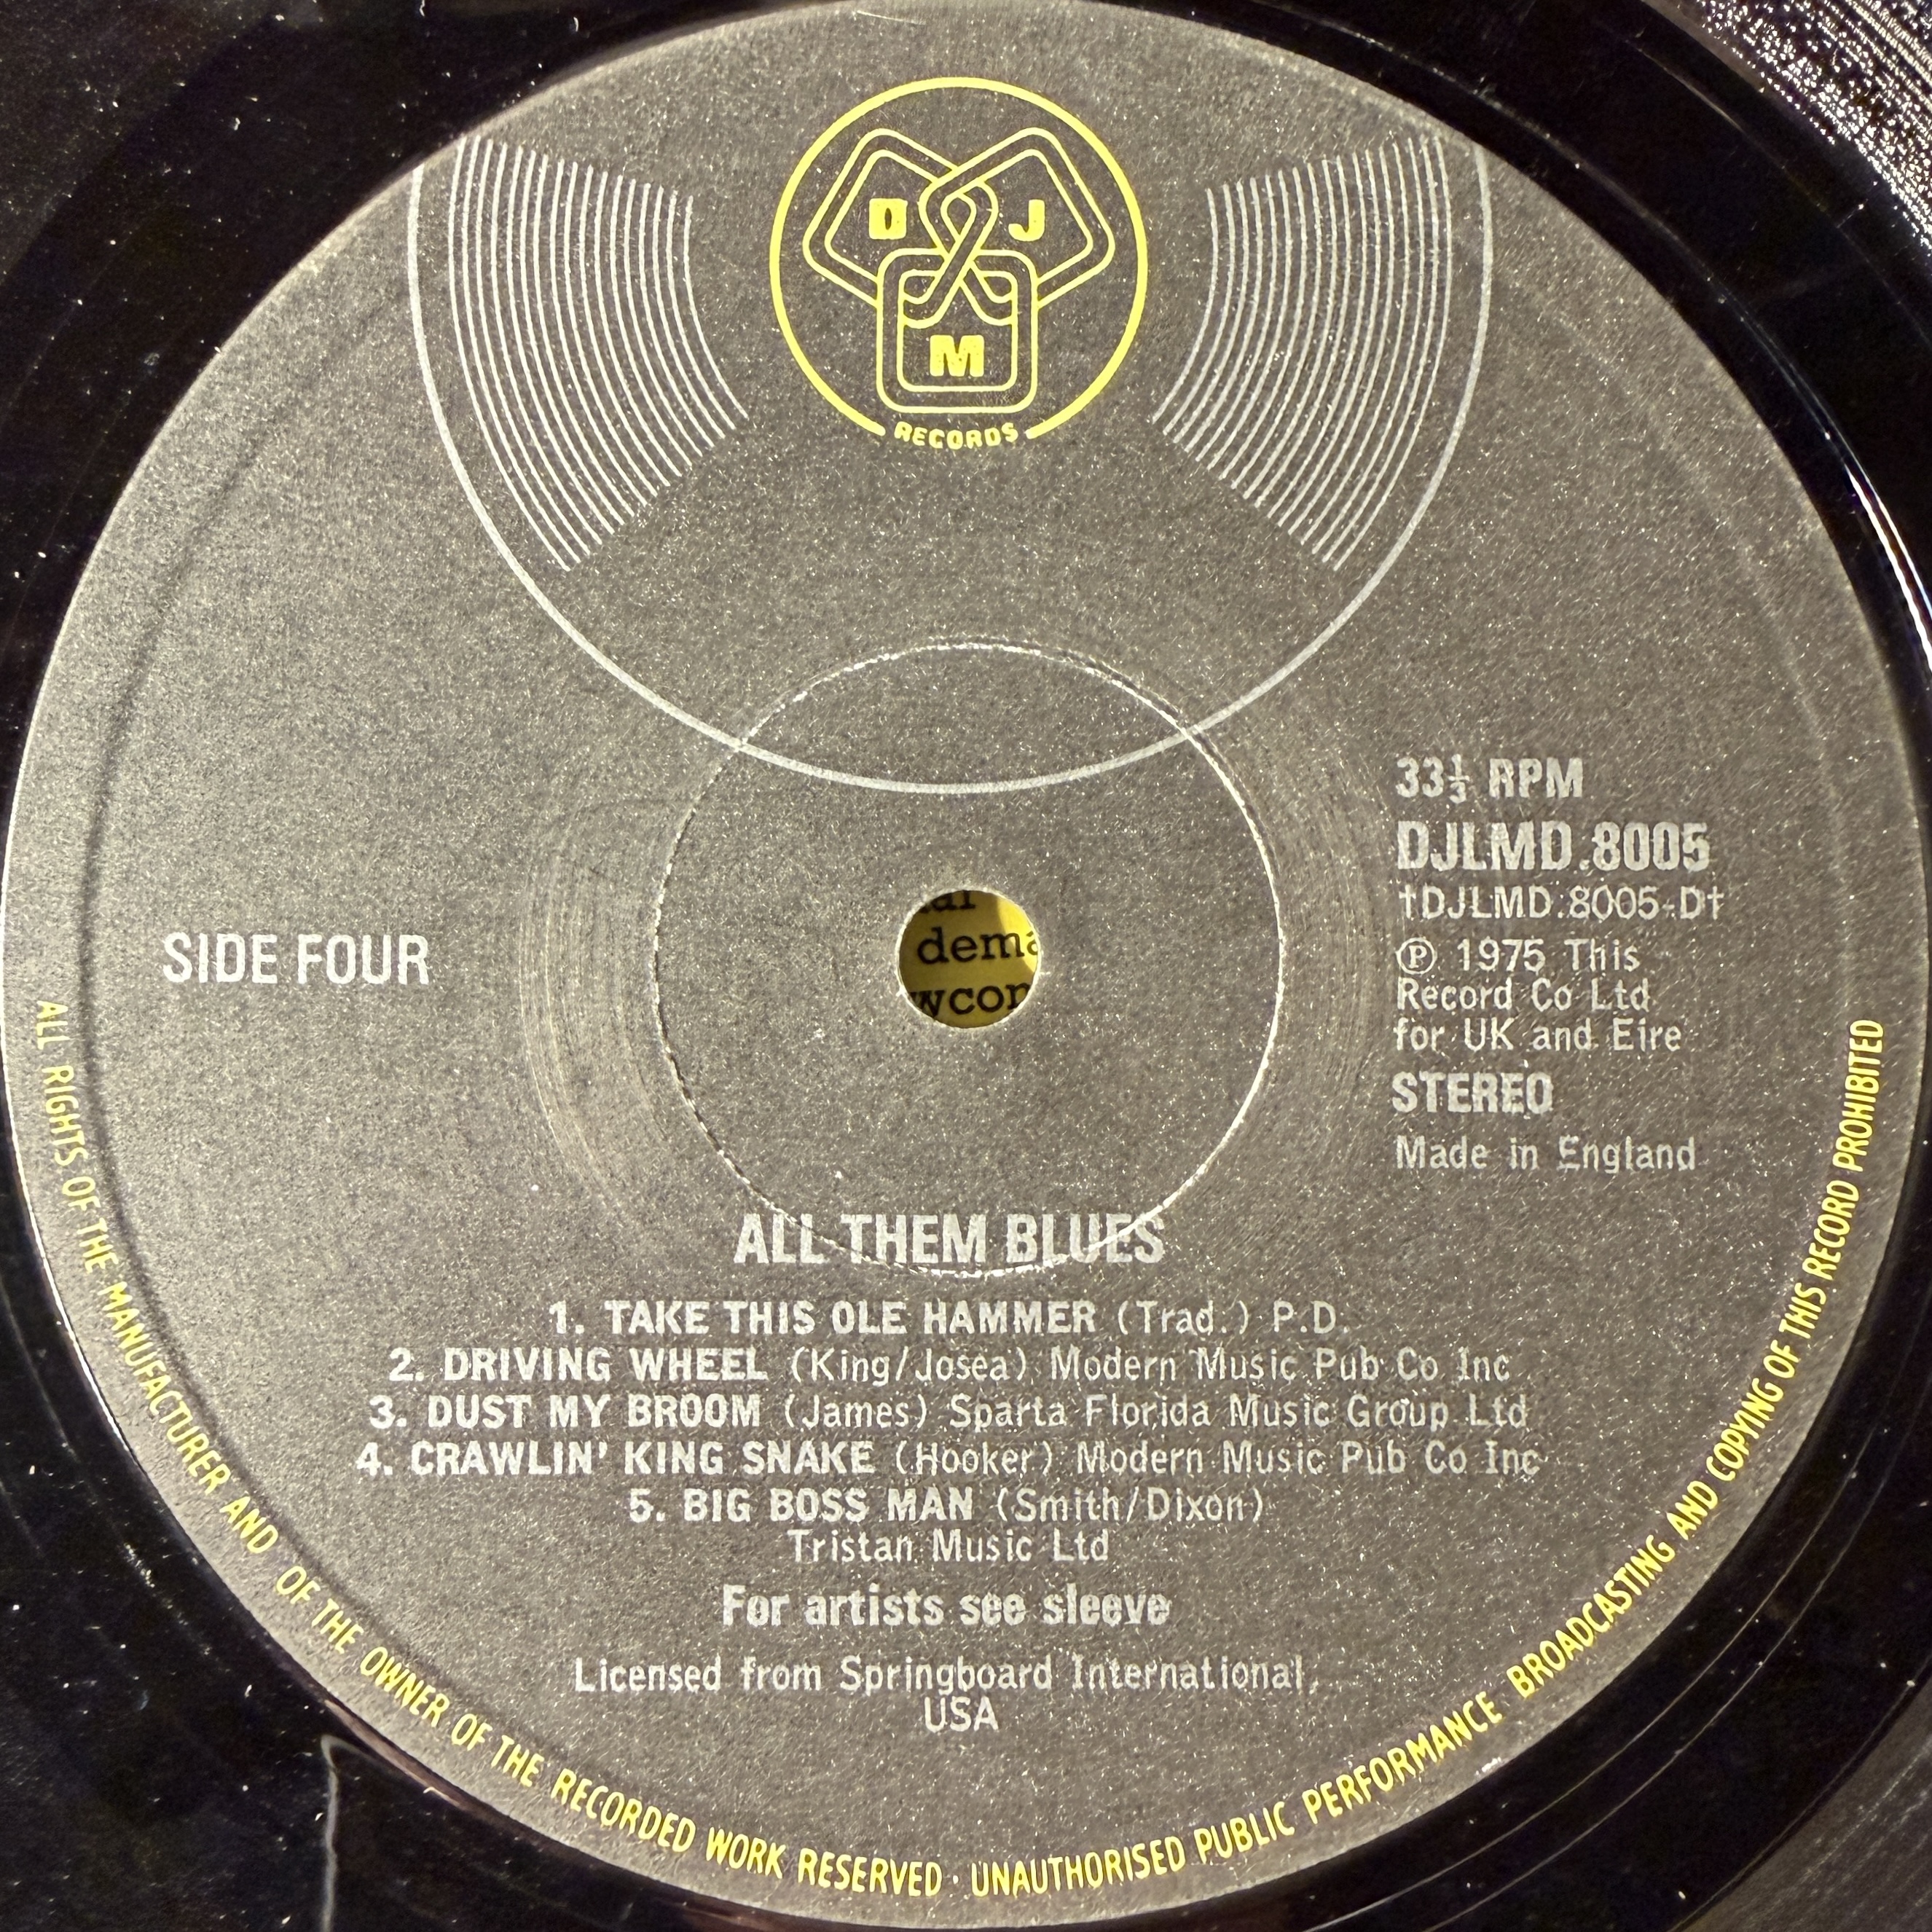 D J
M
RECORDS
33⅓ RPM
DJLMD.8005
†DJLMD.8005-D†
℗ 1975 This
Record Co Ltd
for UK and Eire
STEREO
Made in England
SIDE FOUR
dema
ALL THEM BLUES
1. TAKE THIS OLE HAMMER (Trad.) P.D.
2. DRIVING WHEEL (King/Josea) Modern Music Pub Co Inc
3. DUST MY BROOM (James) Sparta Florida Music Group Ltd
4. CRAWLIN' KING SNAKE (Hooker) Modern Music Pub Co Inc
5. BIG BOSS MAN (Smith/Dixon)
Tristan Music Ltd
For artists see sleeve
Licensed from Springboard International,
USA
ALL RIGHTS OF THE MANUFACTURER AND OF THE OWNER OF THE RECORDED WORK RESERVED · UNAUTHORISED PUBLIC PERFORMANCE BROADCASTING AND COPYING OF THIS RECORD PROHIBITED